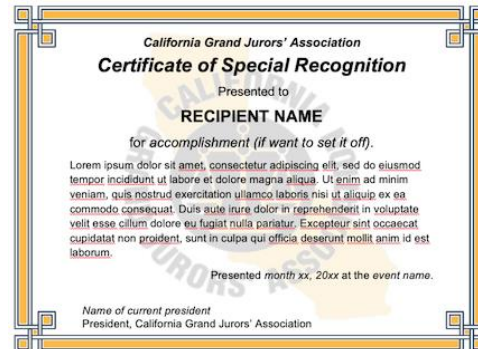 California Grand Jurors' Association
Certificate of Special Recognition
Presented to
RECIPIENT NAME
for accomplishment (if want to set it off).
Lorem ipsum dolor sit amet, consectetur adipiscing elit, sed do eiusmod
tempor incididunt ut labore et dolore magna aliqua. Ut enim ad minim
veniam, quis nostrud exercitation ullamco laboris nisi ut aliquip ex ea
commodo consequat. Duis aute irure dolor in reprehenderit in voluptate
velit esse cillum dolore eu fugiat nulla pariatur. Excepteur sint occaecat
cupidatat non proident, sunt in culpa qui officia deserunt mollit anim id est
laborum.
Presented month xx, 20xx at the event name.
Name of current president
President, California Grand Jurors' Association